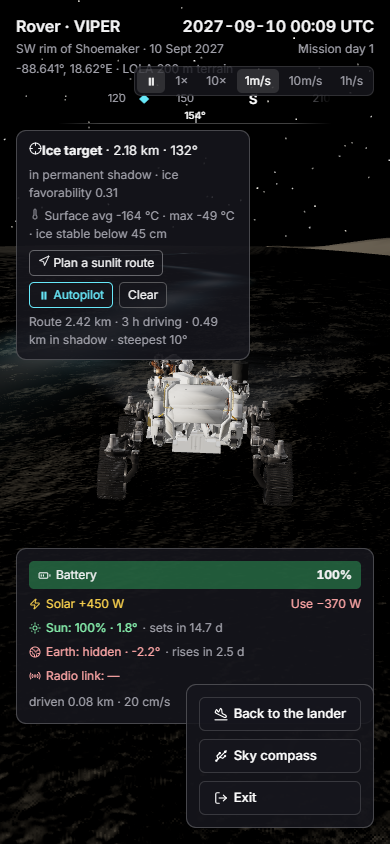 Rover · VIPER
2027-09-10 00:09 UTC
SW rim of Shoemaker · 10 Sept 2027
Mission day 1
-88.641°, 18.62°E · LOLA 200 m terrain
1×
10×
1m/s
10m/s
1h/s
120
150
S
210
154°
Ice target · 2.18 km · 132°
in permanent shadow · ice
favorability 0.31
Surface avg -164 °C · max -49 °C
· ice stable below 45 cm
Plan a sunlit route
Autopilot
Clear
Route 2.42 km · 3 h driving · 0.49
km in shadow · steepest 10°
Battery
100%
Solar +450 W
Use −370 W
Sun: 100% · 1.8° · sets in 14.7 d
Earth: hidden · -2.2° · rises in 2.5 d
Radio link: —
driven 0.08 km · 20 cm/s
Back to the lander
Sky compass
Exit